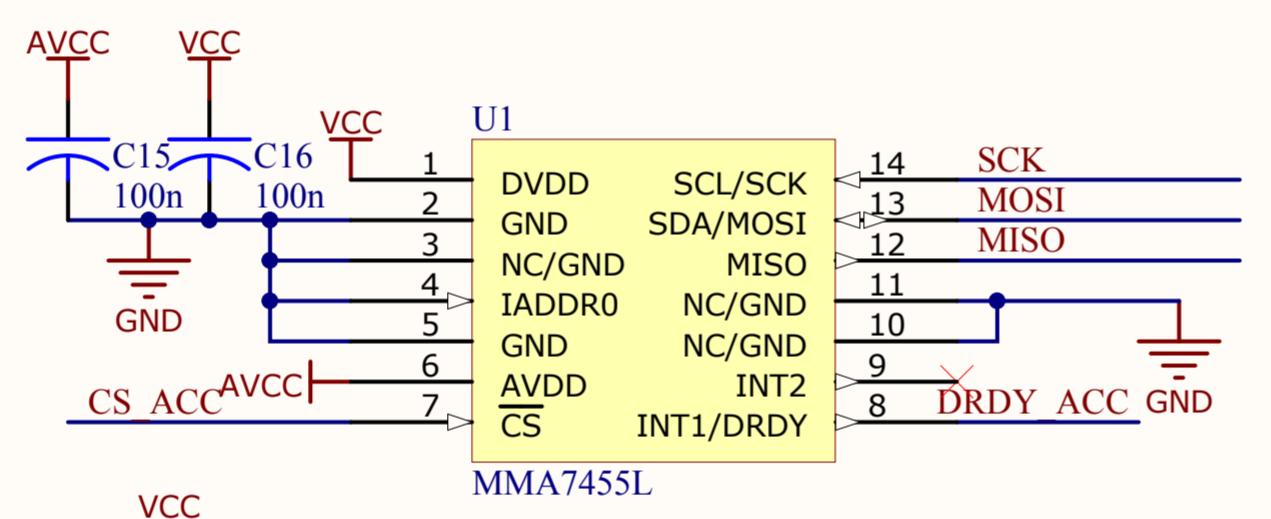 AVCC VCC
VCC U1
C15 C16
100n 100n
1 DVDD SCL/SCK 14 SCK
2 GND SDA/MOSI 13 MOSI
3 NC/GND MISO 12 MISO
4 IADDR0 NC/GND 11
GND
5 GND NC/GND 10
AVCC 6 AVDD INT2 9
CS_ACC 7 CS INT1/DRDY 8 DRDY_ACC GND
MMA7455L
VCC